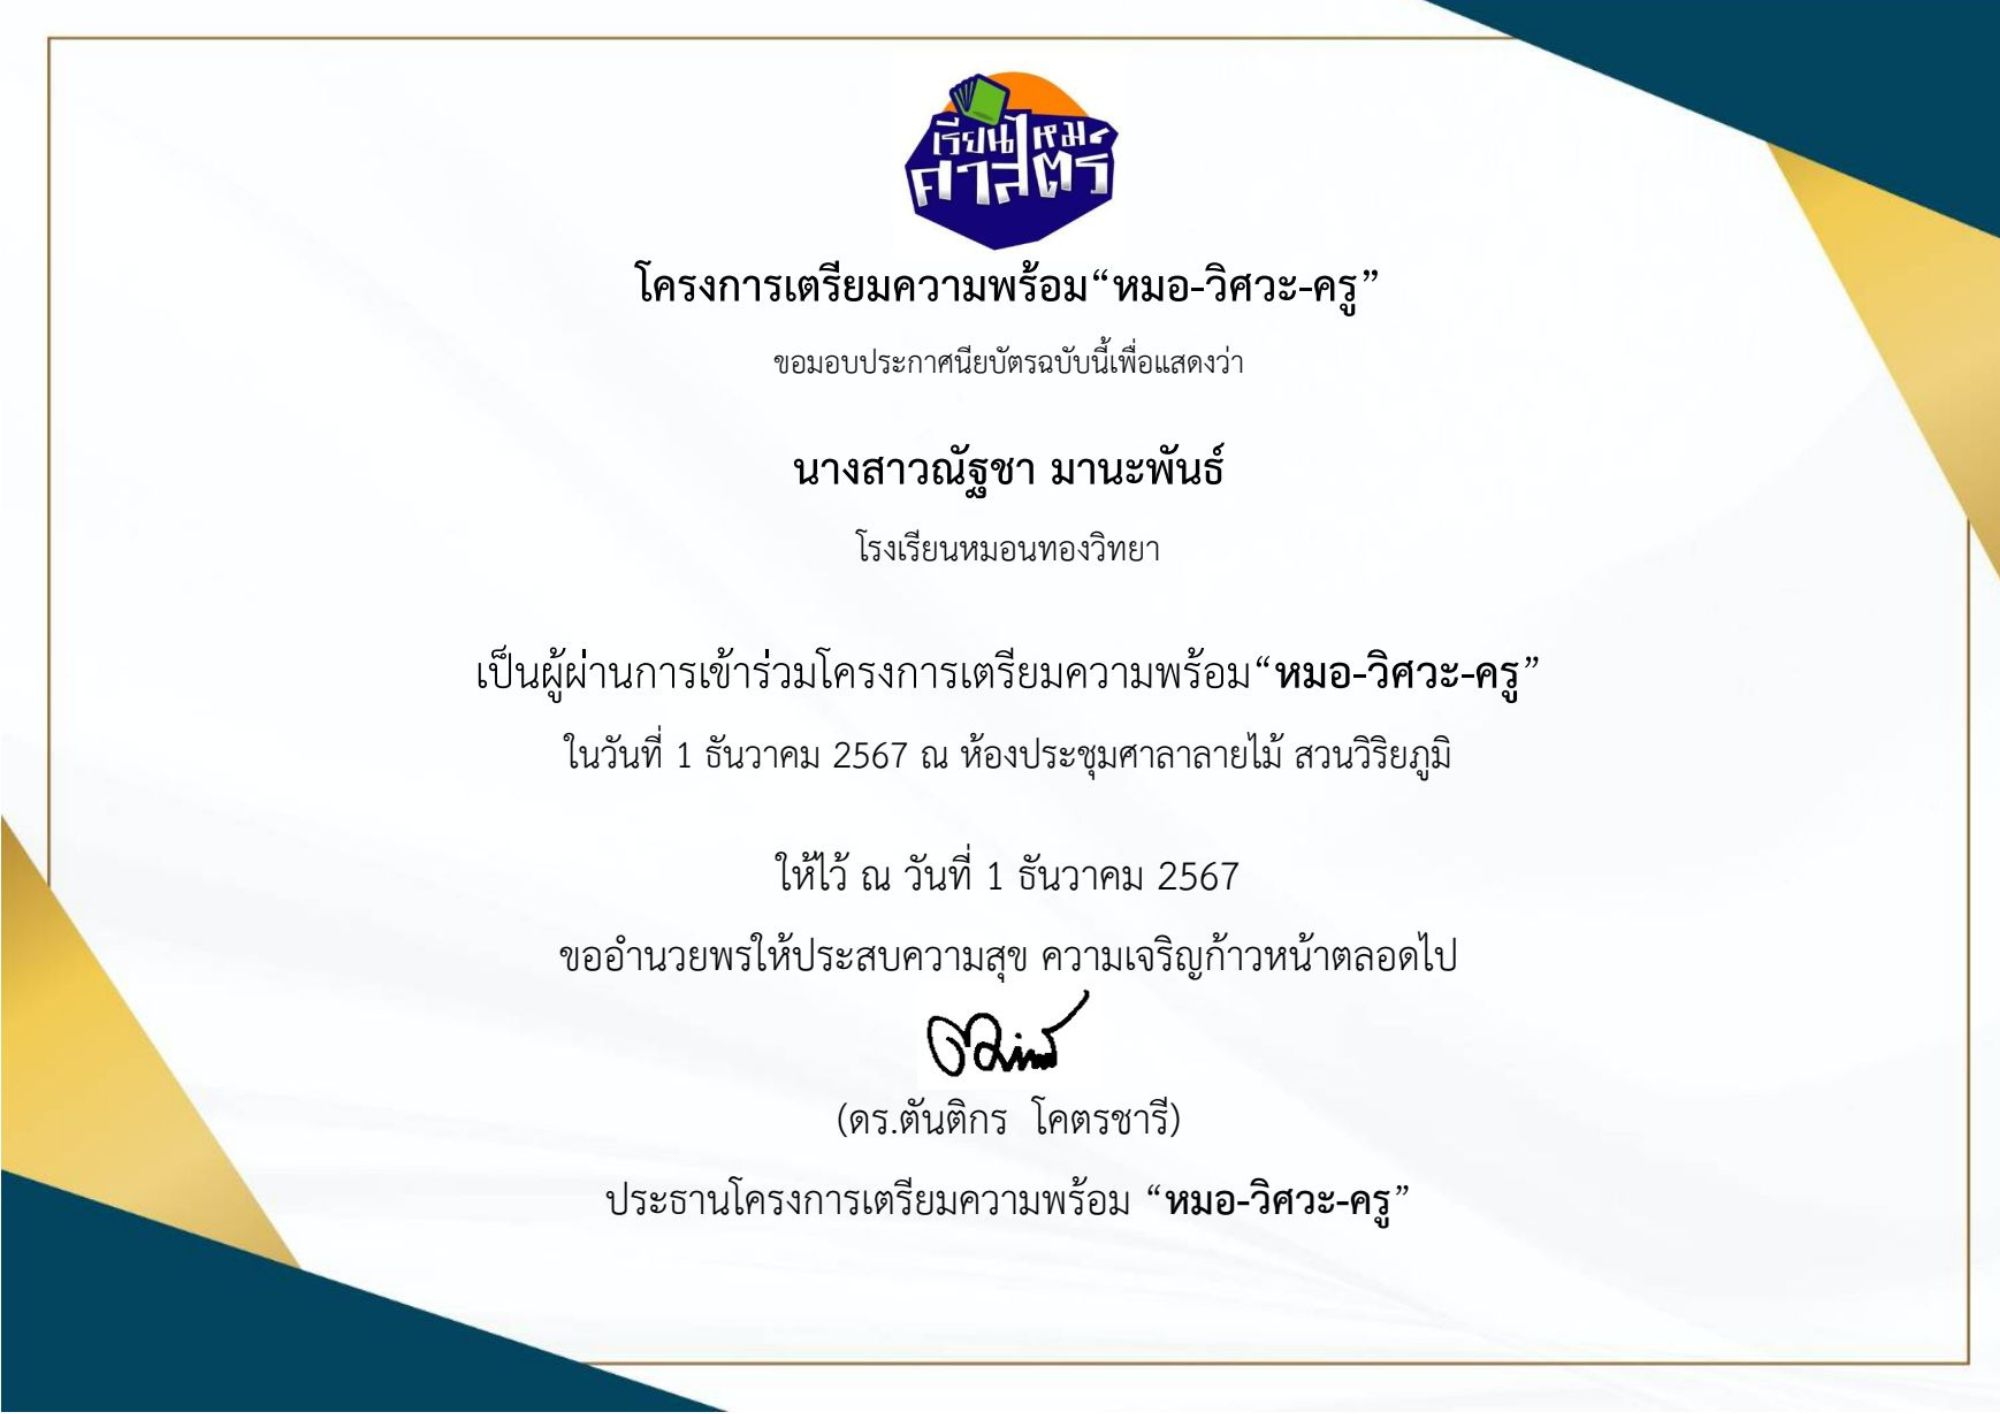 เรียนไหม
ศาสตร์
โครงการเตรียมความพร้อม“หมอ-วิศวะ-ครู”
ขอมอบประกาศนียบัตรฉบับนี้เพื่อแสดงว่า
นางสาวณัฐชา มานะพันธ์
โรงเรียนหมอนทองวิทยา
เป็นผู้ผ่านการเข้าร่วมโครงการเตรียมความพร้อม“หมอ-วิศวะ-ครู”
ในวันที่ 1 ธันวาคม 2567 ณ ห้องประชุมศาลาลายไม้ สวนวิริยภูมิ
ให้ไว้ ณ วันที่ 1 ธันวาคม 2567
ขออำนวยพรให้ประสบความสุข ความเจริญก้าวหน้าตลอดไป
(ดร.ตันติกร โคตรชารี)
ประธานโครงการเตรียมความพร้อม “หมอ-วิศวะ-ครู”